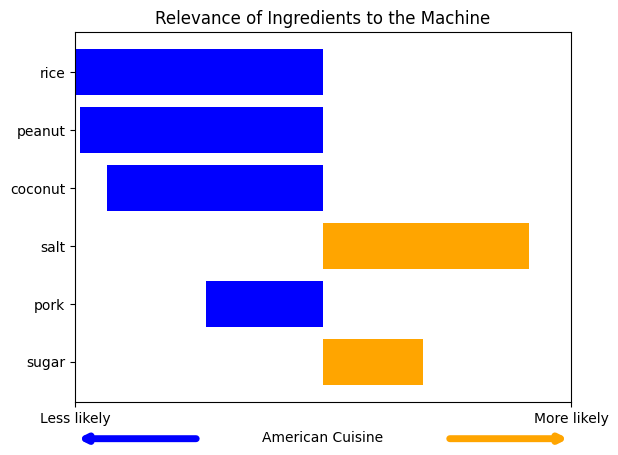 Relevance of Ingredients to the Machine
rice
peanut
coconut
salt
pork
sugar
Less likely
More likely
American Cuisine